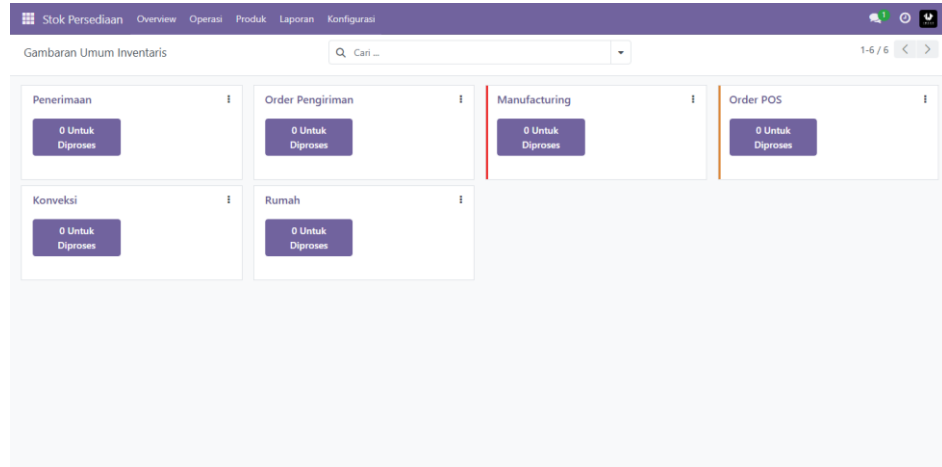 Stok Persediaan Overview Operasi Produk Laporan Konfigurasi 1
Gambaran Umum Inventaris Cari ... 1-6 / 6
Penerimaan
0 Untuk
Diproses
Order Pengiriman
0 Untuk
Diproses
Manufacturing
0 Untuk
Diproses
Order POS
0 Untuk
Diproses
Konveksi
0 Untuk
Diproses
Rumah
0 Untuk
Diproses